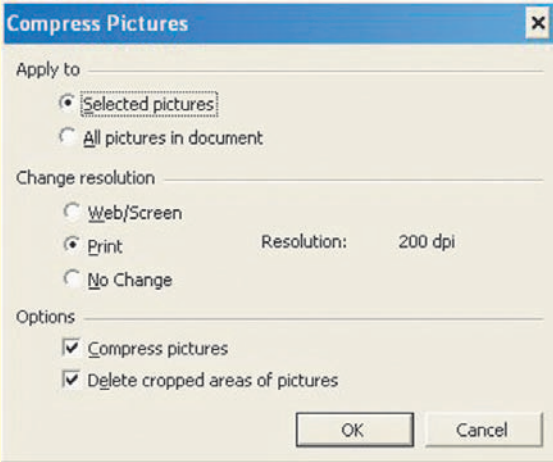 Compress Pictures
Apply to
Selected pictures
All pictures in document
Change resolution
Web/Screen
Print Resolution: 200 dpi
No Change
Options
Compress pictures
Delete cropped areas of pictures
OK Cancel